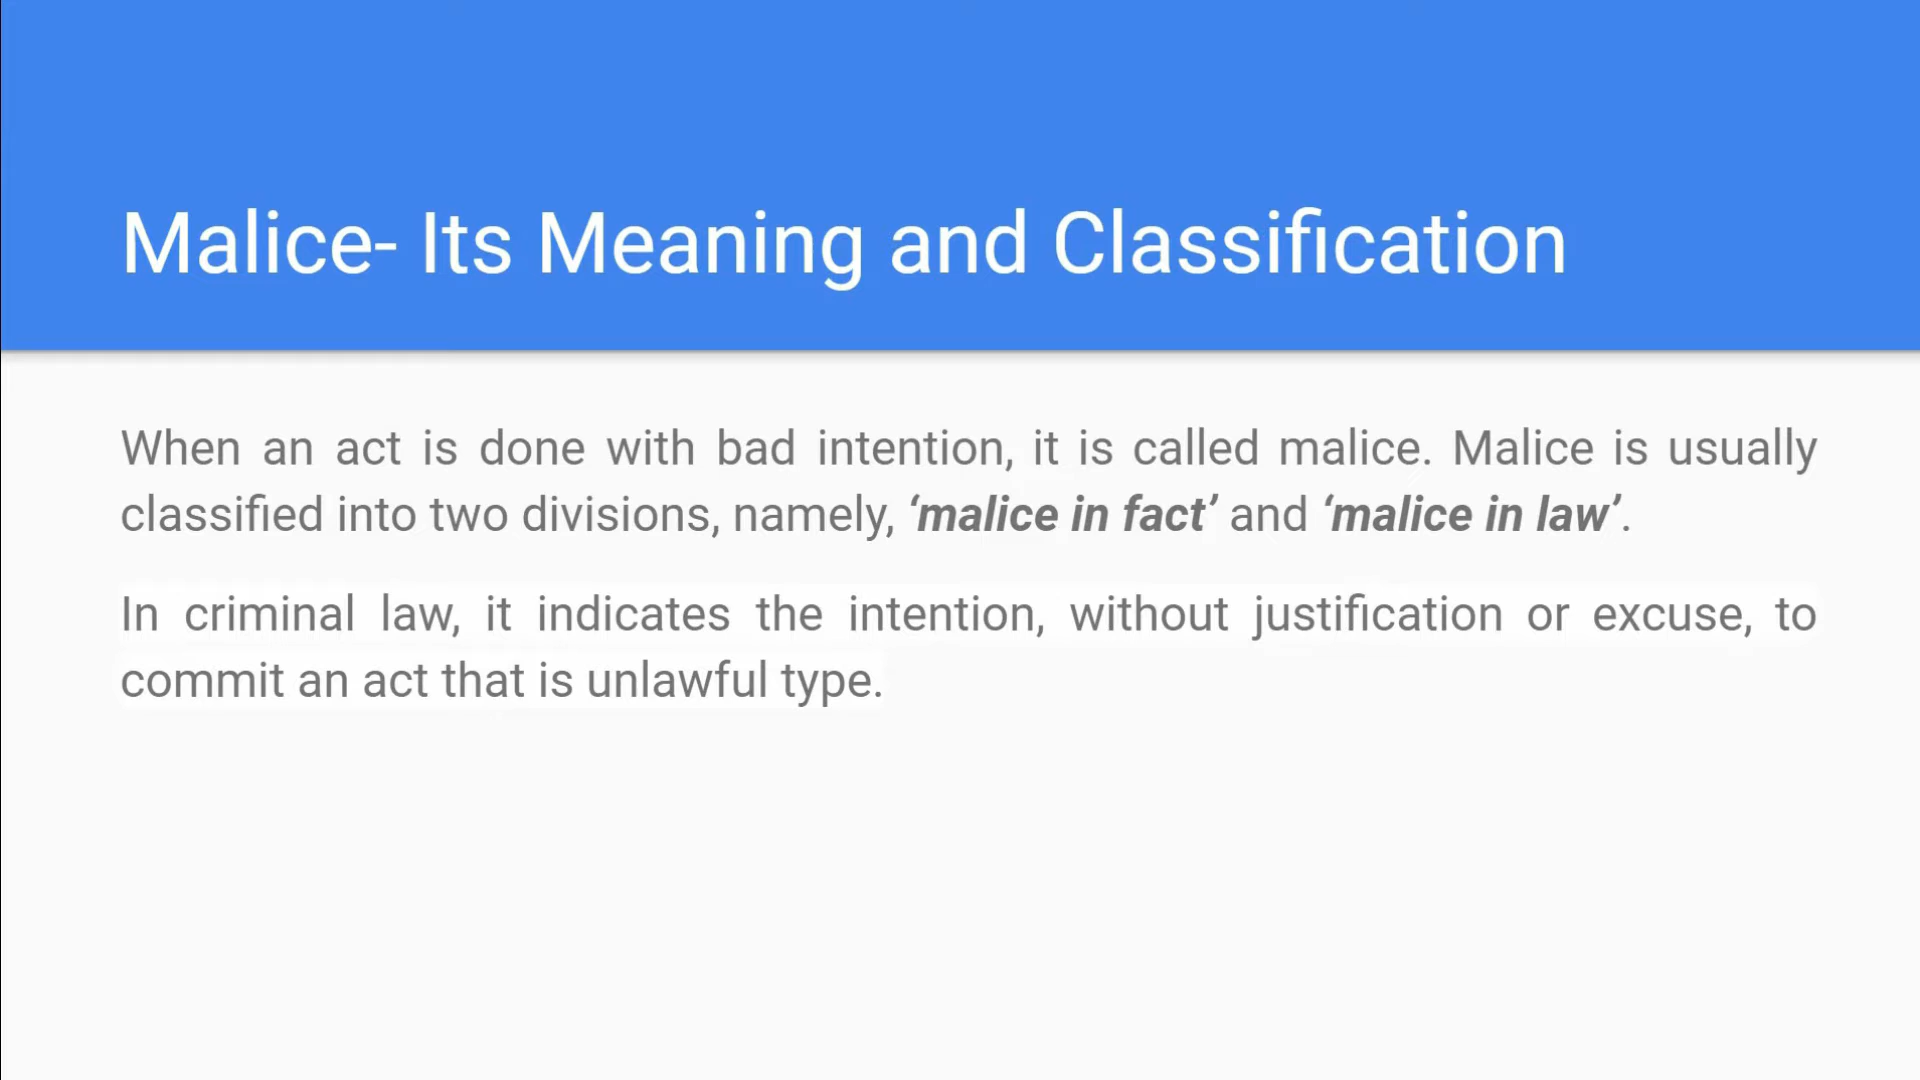 Malice- Its Meaning and Classification
When an act is done with bad intention, it is called malice. Malice is usually
classified into two divisions, namely, ‘malice in fact’ and ‘malice in law’.
In criminal law, it indicates the intention, without justification or excuse, to
commit an act that is unlawful type.